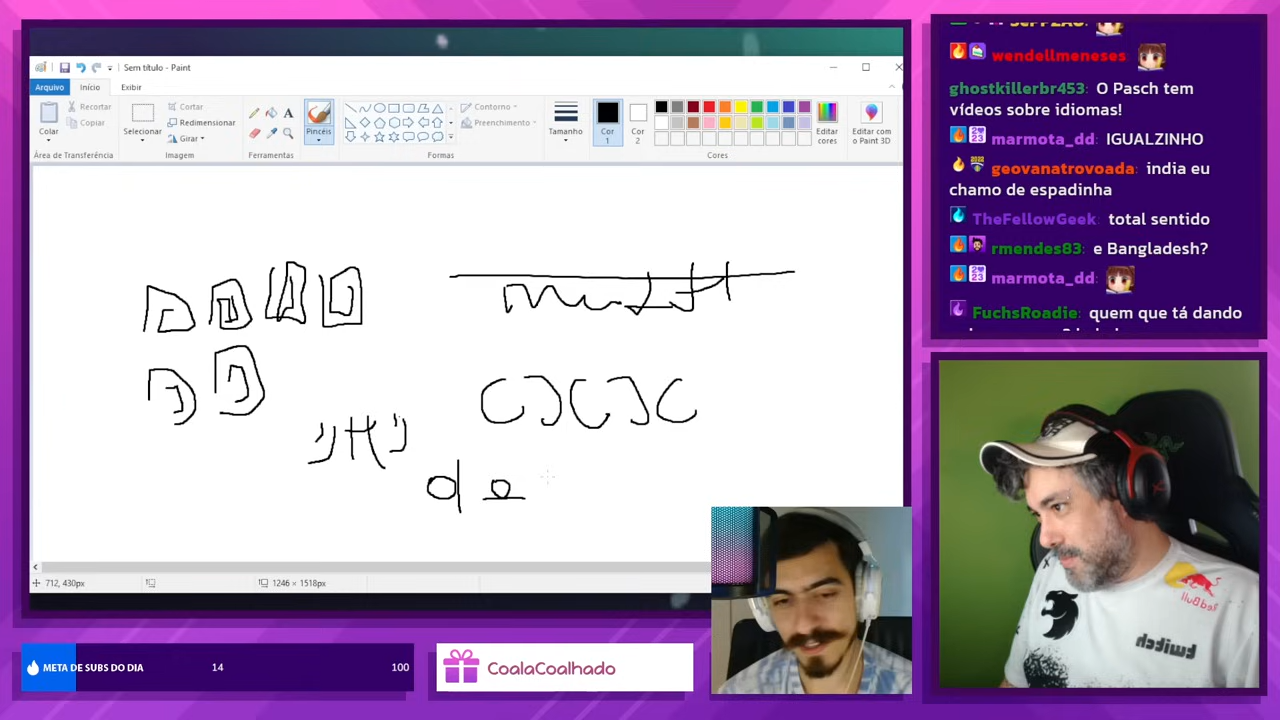 Sem título - Paint
Arquivo Início Exibir
Colar
Recortar
Copiar
Selecionar
Cortar
Redimensionar
Girar
A
Pincéis
Contorno
Preenchimento
Tamanho
Cor 1
Cor 2
Editar cores
Editar com o Paint 3D
Área de Transferência Imagem Ferramentas Formas Cores
712, 430px
1246 × 1518px
META DE SUBS DO DIA 14 100
CoalaCoalhado
wendellmeneses
ghostkillerbr453: O Pasch tem
vídeos sobre idiomas!
marmota_dd: IGUALZINHO
geovanatrovoada: india eu
chamo de espadinha
TheFellowGeek: total sentido
rmendes83: e Bangladesh?
marmota_dd:
FuchsRoadie: quem que tá dando
twitch